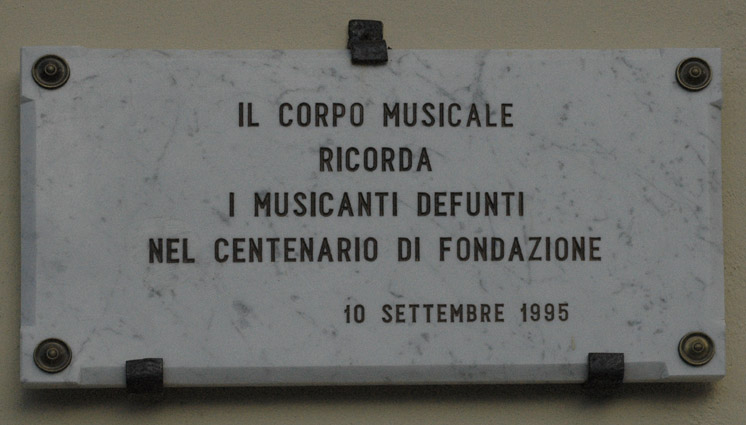 IL CORPO MUSICALE
RICORDA
I MUSICANTI DEFUNTI
NEL CENTENARIO DI FONDAZIONE
10 SETTEMBRE 1995